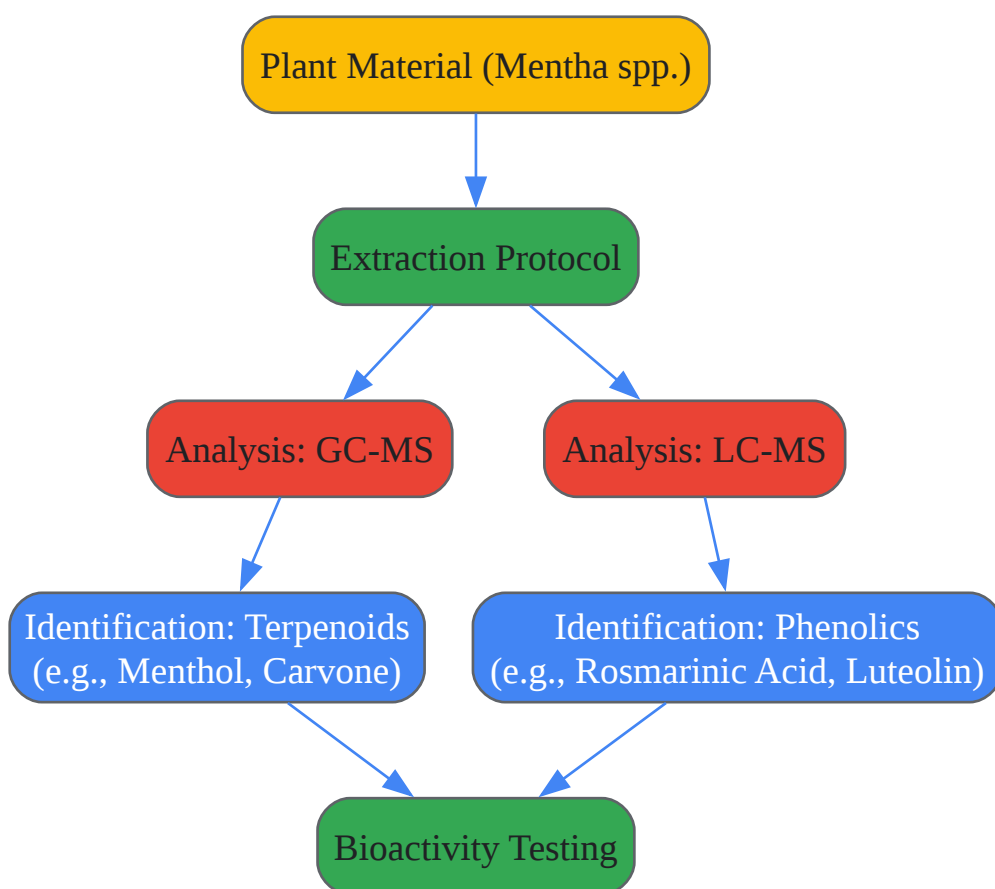 Plant Material (Mentha spp.)
Extraction Protocol
Analysis: GC-MS
Analysis: LC-MS
Identification: Terpenoids
(e.g., Menthol, Carvone)
Identification: Phenolics
(e.g., Rosmarinic Acid, Luteolin)
Bioactivity Testing